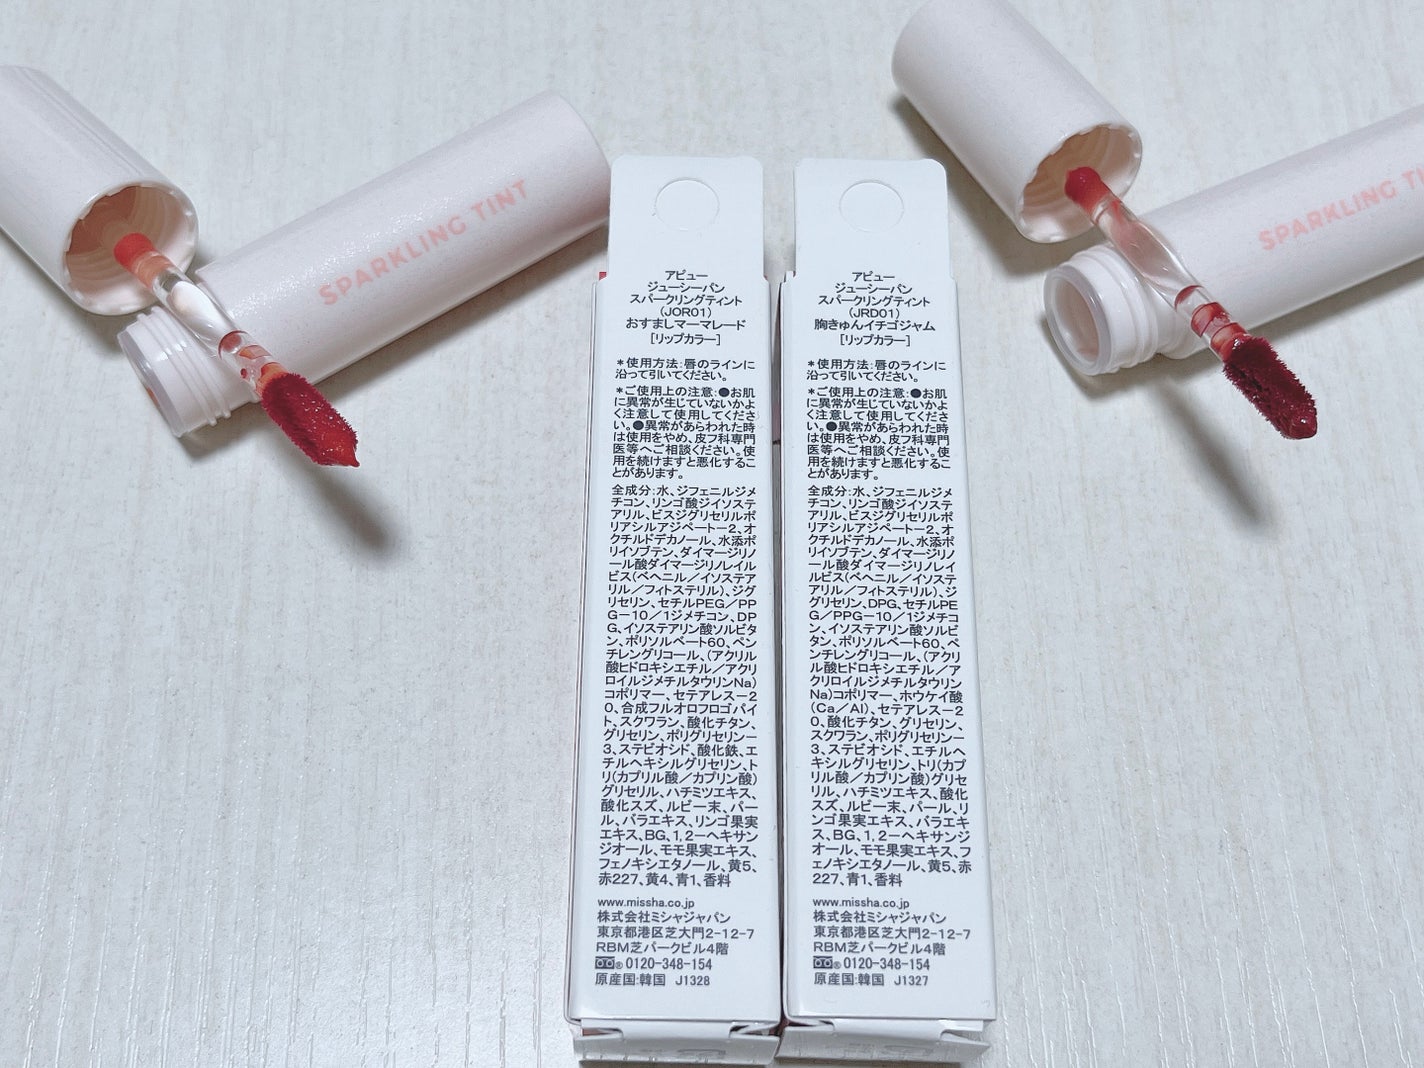 SPARKLING TINT
SPARKLING TI
アピュー
ジューシーパン
スパークリングティント
(JOR01)
おすましマーマレード
[リップカラー]
*使用方法:唇のラインに
沿って引いてください。
*ご使用上の注意:●お肌
に異常が生じていないかよ
く注意して使用してくださ
い。●異常があらわれた時
は使用をやめ、皮フ科専門
医等へご相談ください。使
用を続けますと悪化するこ
とがあります。
全成分:水、ジフェニルジメ
チコン、リンゴ酸ジイソステ
アリル、ビスジグリセリルポ
リアシルアジペート-2、オ
クチルドデカノール、水添ポ
リイソブテン、ダイマージリノ
ール酸ダイマージリノレイル
ビス(ベヘニル/イソステア
リル/フィトステリル)、ジグ
リセリン、セチルPEG/PP
G-10/1ジメチコン、DP
G、イソステアリン酸ソルビタ
ン、ポリソルベート60、ペン
チレングリコール、(アクリル
酸ヒドロキシエチル/アクリ
ロイルジメチルタウリンNa)
コポリマー、セテアレス-2
0、合成フルオロフロゴパイ
ト、スクワラン、酸化チタン、
グリセリン、ポリグリセリン-
3、ステビオシド、酸化鉄、エ
チルヘキシルグリセリン、ト
リ(カプリル酸/カプリン酸)
グリセリル、ハチミツエキス、
酸化スズ、ルビー末、パー
ル、バラエキス、リンゴ果実
エキス、BG、1,2-ヘキサン
ジオール、モモ果実エキス、
フェノキシエタノール、黄5、
赤227、黄4、青1、香料
www.missha.co.jp
株式会社ミシャジャパン
東京都港区芝大門2-12-7
RBM芝パークビル4階
® 0120-348-154
原産国:韓国 J1328
アピュー
ジューシーパン
スパークリングティント
(JRD01)
胸きゅんイチゴジャム
[リップカラー]
*使用方法:唇のラインに
沿って引いてください。
*ご使用上の注意:●お肌
に異常が生じていないかよ
く注意して使用してくださ
い。●異常があらわれた時
は使用をやめ、皮フ科専門
医等へご相談ください。使
用を続けますと悪化するこ
とがあります。
全成分:水、ジフェニルジメ
チコン、リンゴ酸ジイソステ
アリル、ビスジグリセリルポ
リアシルアジペート-2、オ
クチルドデカノール、水添ポ
リイソブテン、ダイマージリノ
ール酸ダイマージリノレイ
ルビス(ベヘニル/イソステ
アリル/フィトステリル)、ジ
グリセリン、DPG、セチルPE
G/PPG-10/1ジメチコ
ン、イソステアリン酸ソルビ
タン、ポリソルベート60、ペ
ンチレングリコール、(アクリ
ル酸ヒドロキシエチル/ア
クリロイルジメチルタウリン
Na)コポリマー、ホウケイ酸
(Ca/Al)、セテアレス-2
0、酸化チタン、グリセリン、
スクワラン、ポリグリセリン-
3、ステビオシド、エチルヘ
キシルグリセリン、トリ(カプ
リル酸/カプリン酸)グリセ
リル、ハチミツエキス、酸化
スズ、ルビー末、パール、リ
ンゴ果実エキス、バラエキ
ス、BG、1,2-ヘキサンジ
オール、モモ果実エキス、フ
ェノキシエタノール、黄5、赤
227、青1、香料
www.missha.co.jp
株式会社ミシャジャパン
東京都港区芝大門2-12-7
RBM芝パークビル4階
® 0120-348-154
原産国:韓国 J1327